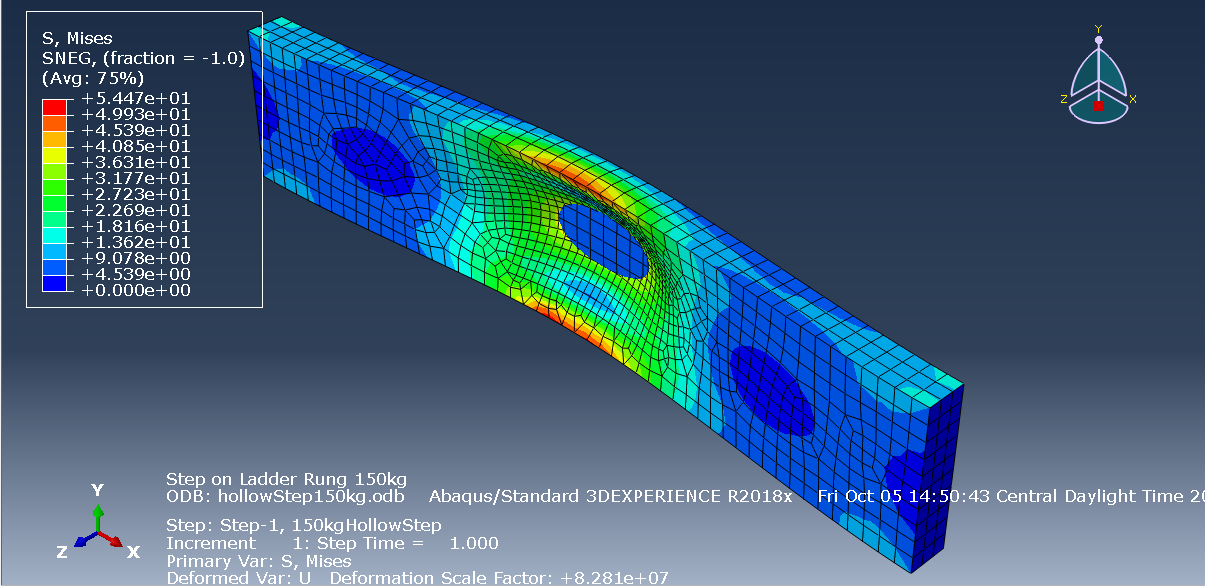 S, Mises
SNEG, (fraction = -1.0)
(Avg: 75%)
+5.447e+01
+4.993e+01
+4.539e+01
+4.085e+01
+3.631e+01
+3.177e+01
+2.723e+01
+2.269e+01
+1.816e+01
+1.362e+01
+9.078e+00
+4.539e+00
+0.000e+00
Y
Z X
Y
Z X
Step on Ladder Rung 150kg
ODB: hollowStep150kg.odb Abaqus/Standard 3DEXPERIENCE R2018x Fri Oct 05 14:50:43 Central Daylight Time 20
Step: Step-1, 150kgHollowStep
Increment 1: Step Time = 1.000
Primary Var: S, Mises
Deformed Var: U Deformation Scale Factor: +8.281e+07